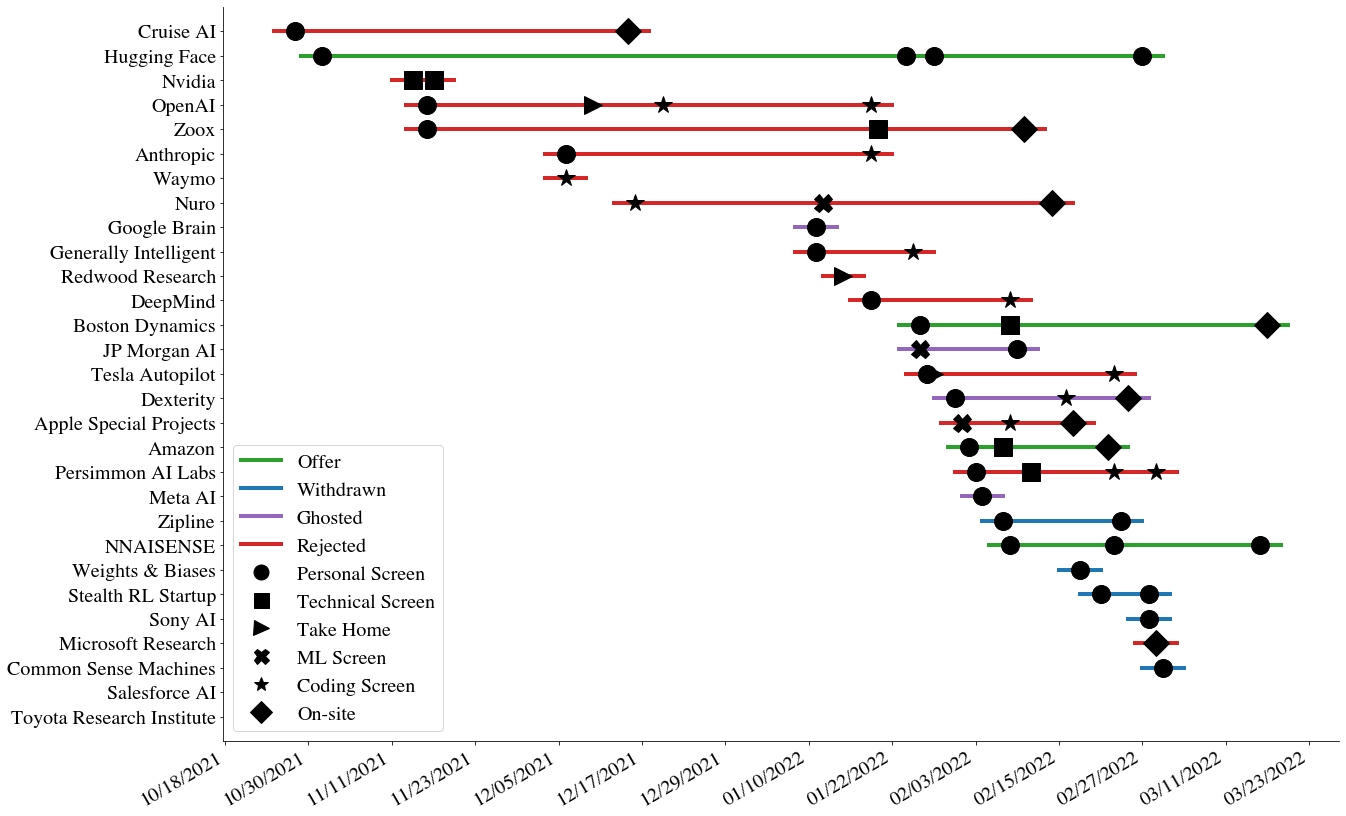 Cruise AI
Hugging Face
Nvidia
OpenAI
Zoox
Anthropic
Waymo
Nuro
Google Brain
Generally Intelligent
Redwood Research
DeepMind
Boston Dynamics
JP Morgan AI
Tesla Autopilot
Dexterity
Apple Special Projects
Amazon
Persimmon AI Labs
Meta AI
Zipline
NNAISENSE
Weights & Biases
Stealth RL Startup
Sony AI
Microsoft Research
Common Sense Machines
Salesforce AI
Toyota Research Institute
Offer
Withdrawn
Ghosted
Rejected
Personal Screen
Technical Screen
Take Home
ML Screen
Coding Screen
On-site
10/18/2021
10/30/2021
11/11/2021
11/23/2021
12/05/2021
12/17/2021
12/29/2021
01/10/2022
01/22/2022
02/03/2022
02/15/2022
02/27/2022
03/11/2022
03/23/2022